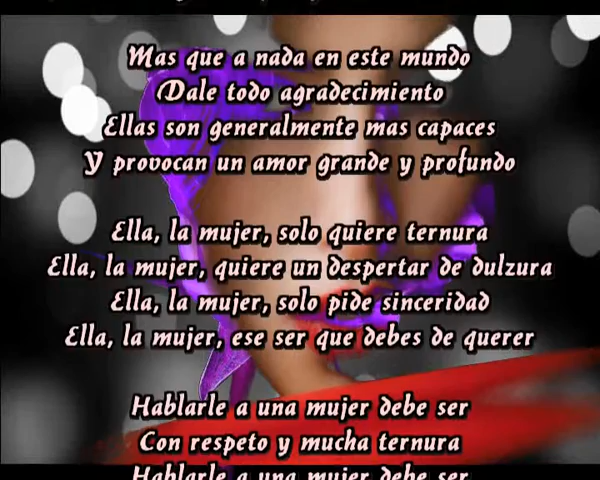 Mas que a nada en este mundo
Dale todo agradecimiento
Ellas son generalmente mas capaces
Y provocan un amor grande y profundo
Ella, la mujer, solo quiere ternura
Ella, la mujer, quiere un despertar de dulzura
Ella, la mujer, solo pide sinceridad
Ella, la mujer, ese ser que debes de querer
Hablarle a una mujer debe ser
Con respeto y mucha ternura
Hablarle a una mujer debe ser